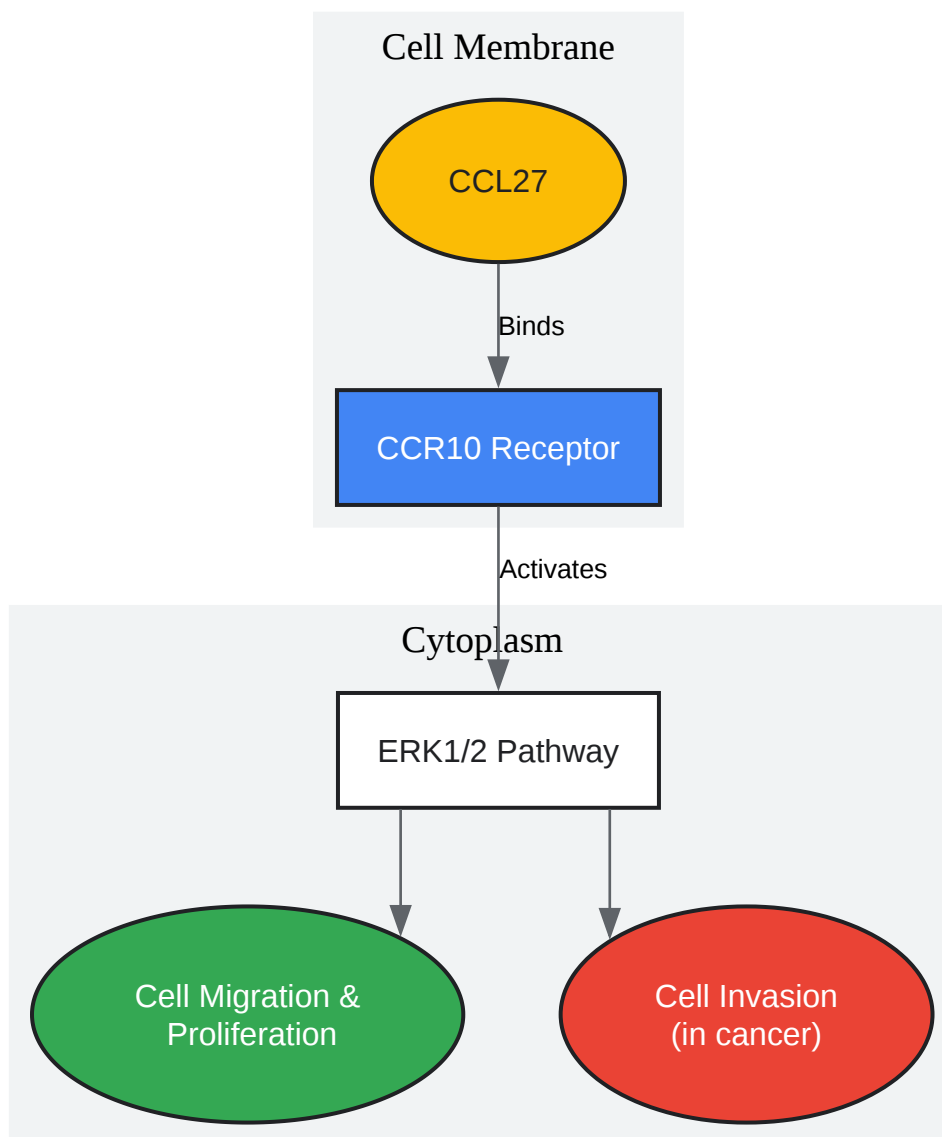 Cell Membrane
CCL27
Binds
CCR10 Receptor
Activates
Cytoplasm
ERK1/2 Pathway
Cell Migration &
Proliferation
Cell Invasion
(in cancer)